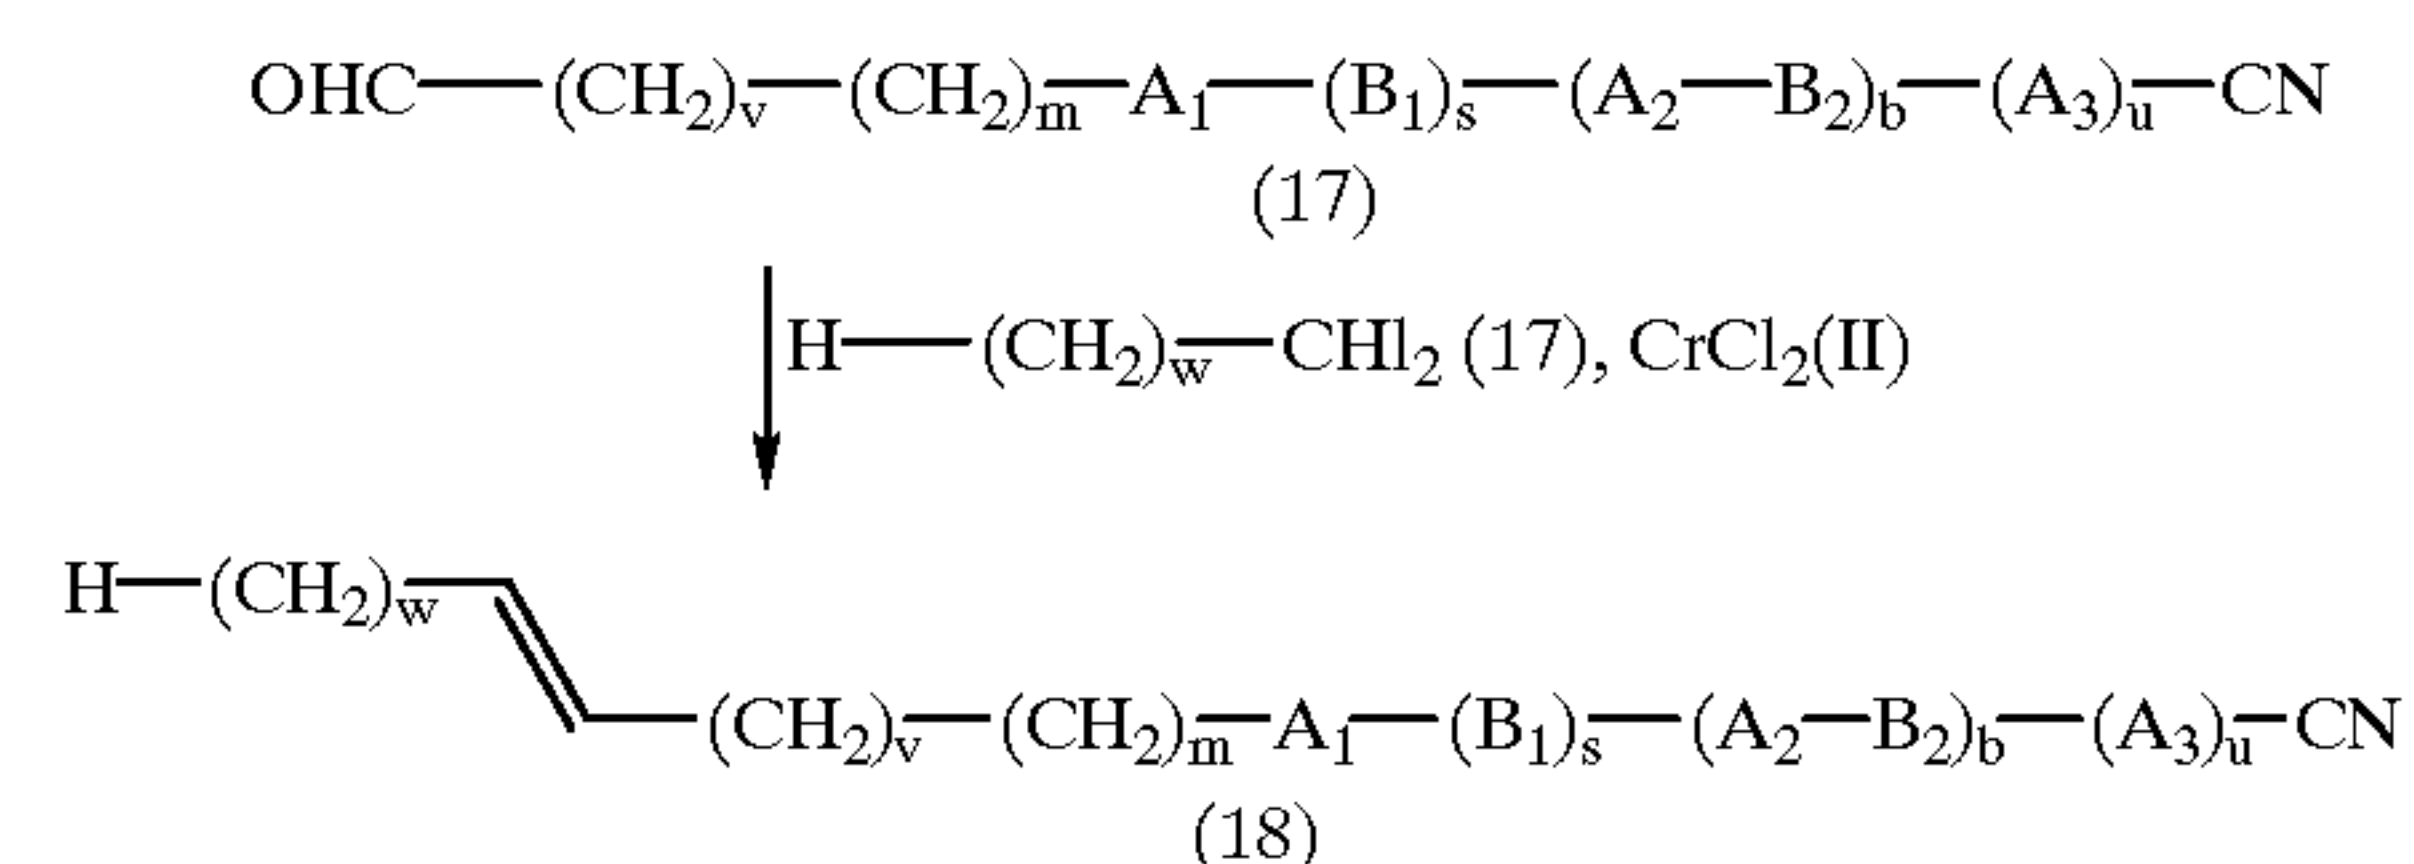 OHC—(CH₂)ᵥ—(CH₂)ₘ—A₁—(B₁)ₛ—(A₂—B₂)b—(A₃)ᵤ—CN
(17)
H—(CH₂)w—CHl₂ (17), CrCl₂(II)
H—(CH₂)w
(CH₂)ᵥ—(CH₂)ₘ—A₁—(B₁)ₛ—(A₂—B₂)b—(A₃)ᵤ—CN
(18)